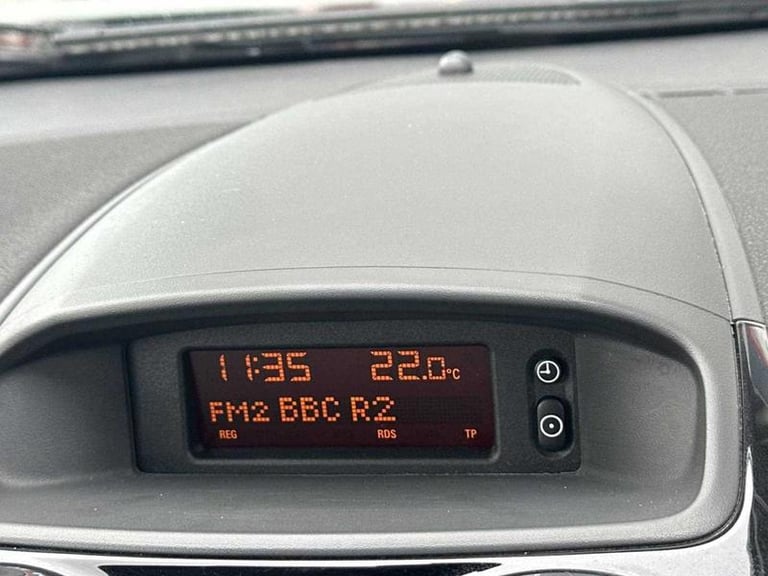 11:35 22.0°C
FM2 BBC R2
REG RDS TP